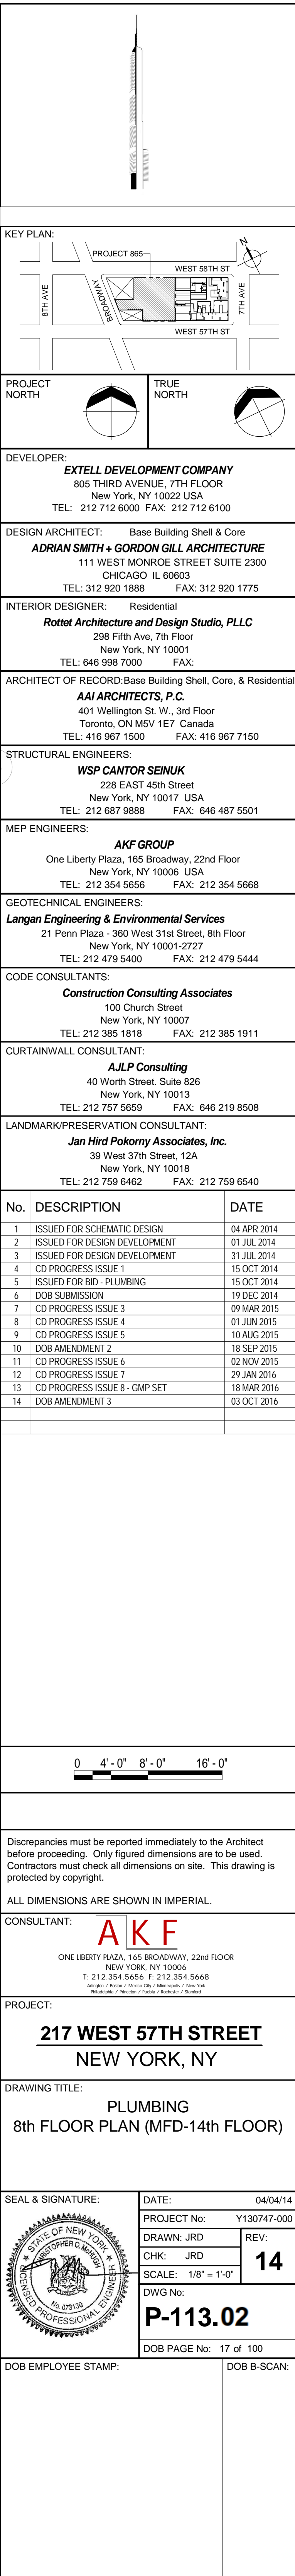 KEY PLAN:
N
PROJECT 865
WEST 58TH ST
8TH AVE
BROADWAY
7TH AVE
WEST 57TH ST
PROJECT
NORTH
TRUE
NORTH
DEVELOPER:
EXTELL DEVELOPMENT COMPANY
805 THIRD AVENUE, 7TH FLOOR
New York, NY 10022 USA
TEL: 212 712 6000 FAX: 212 712 6100
DESIGN ARCHITECT: Base Building Shell & Core
ADRIAN SMITH + GORDON GILL ARCHITECTURE
111 WEST MONROE STREET SUITE 2300
CHICAGO IL 60603
TEL: 312 920 1888 FAX: 312 920 1775
INTERIOR DESIGNER: Residential
Rottet Architecture and Design Studio, PLLC
298 Fifth Ave, 7th Floor
New York, NY 10001
TEL: 646 998 7000 FAX:
ARCHITECT OF RECORD:Base Building Shell, Core, & Residential
AAI ARCHITECTS, P.C.
401 Wellington St. W., 3rd Floor
Toronto, ON M5V 1E7 Canada
TEL: 416 967 1500 FAX: 416 967 7150
STRUCTURAL ENGINEERS:
WSP CANTOR SEINUK
228 EAST 45th Street
New York, NY 10017 USA
TEL: 212 687 9888 FAX: 646 487 5501
MEP ENGINEERS:
AKF GROUP
One Liberty Plaza, 165 Broadway, 22nd Floor
New York, NY 10006 USA
TEL: 212 354 5656 FAX: 212 354 5668
GEOTECHNICAL ENGINEERS:
Langan Engineering & Environmental Services
21 Penn Plaza - 360 West 31st Street, 8th Floor
New York, NY 10001-2727
TEL: 212 479 5400 FAX: 212 479 5444
CODE CONSULTANTS:
Construction Consulting Associates
100 Church Street
New York, NY 10007
TEL: 212 385 1818 FAX: 212 385 1911
CURTAINWALL CONSULTANT:
AJLP Consulting
40 Worth Street. Suite 826
New York, NY 10013
TEL: 212 757 5659 FAX: 646 219 8508
LANDMARK/PRESERVATION CONSULTANT:
Jan Hird Pokorny Associates, Inc.
39 West 37th Street, 12A
New York, NY 10018
TEL: 212 759 6462 FAX: 212 759 6540
No. DESCRIPTION DATE
1 ISSUED FOR SCHEMATIC DESIGN 04 APR 2014
2 ISSUED FOR DESIGN DEVELOPMENT 01 JUL 2014
3 ISSUED FOR DESIGN DEVELOPMENT 31 JUL 2014
4 CD PROGRESS ISSUE 1 15 OCT 2014
5 ISSUED FOR BID - PLUMBING 15 OCT 2014
6 DOB SUBMISSION 19 DEC 2014
7 CD PROGRESS ISSUE 3 09 MAR 2015
8 CD PROGRESS ISSUE 4 01 JUN 2015
9 CD PROGRESS ISSUE 5 10 AUG 2015
10 DOB AMENDMENT 2 18 SEP 2015
11 CD PROGRESS ISSUE 6 02 NOV 2015
12 CD PROGRESS ISSUE 7 29 JAN 2016
13 CD PROGRESS ISSUE 8 - GMP SET 18 MAR 2016
14 DOB AMENDMENT 3 03 OCT 2016
0 4' - 0" 8' - 0" 16' - 0"
Discrepancies must be reported immediately to the Architect
before proceeding. Only figured dimensions are to be used.
Contractors must check all dimensions on site. This drawing is
protected by copyright.
ALL DIMENSIONS ARE SHOWN IN IMPERIAL.
CONSULTANT:
AKF
ONE LIBERTY PLAZA, 165 BROADWAY, 22nd FLOOR
NEW YORK, NY 10006
T: 212.354.5656 F: 212.354.5668
Arlington / Boston / Mexico City / Minneapolis / New York
Philadelphia / Princeton / Puebla / Rochester / Stamford
PROJECT:
217 WEST 57TH STREET
NEW YORK, NY
DRAWING TITLE:
PLUMBING
8th FLOOR PLAN (MFD-14th FLOOR)
SEAL & SIGNATURE:
STATE OF NEW YORK
No. 073130
LICENSED PROFESSIONAL ENGINEER
DATE: 04/04/14
PROJECT No: Y130747-000
DRAWN: JRD
CHK: JRD
SCALE: 1/8" = 1'-0"
REV:
14
DWG No:
P-113.02
DOB PAGE No: 17 of 100
DOB EMPLOYEE STAMP:
DOB B-SCAN: